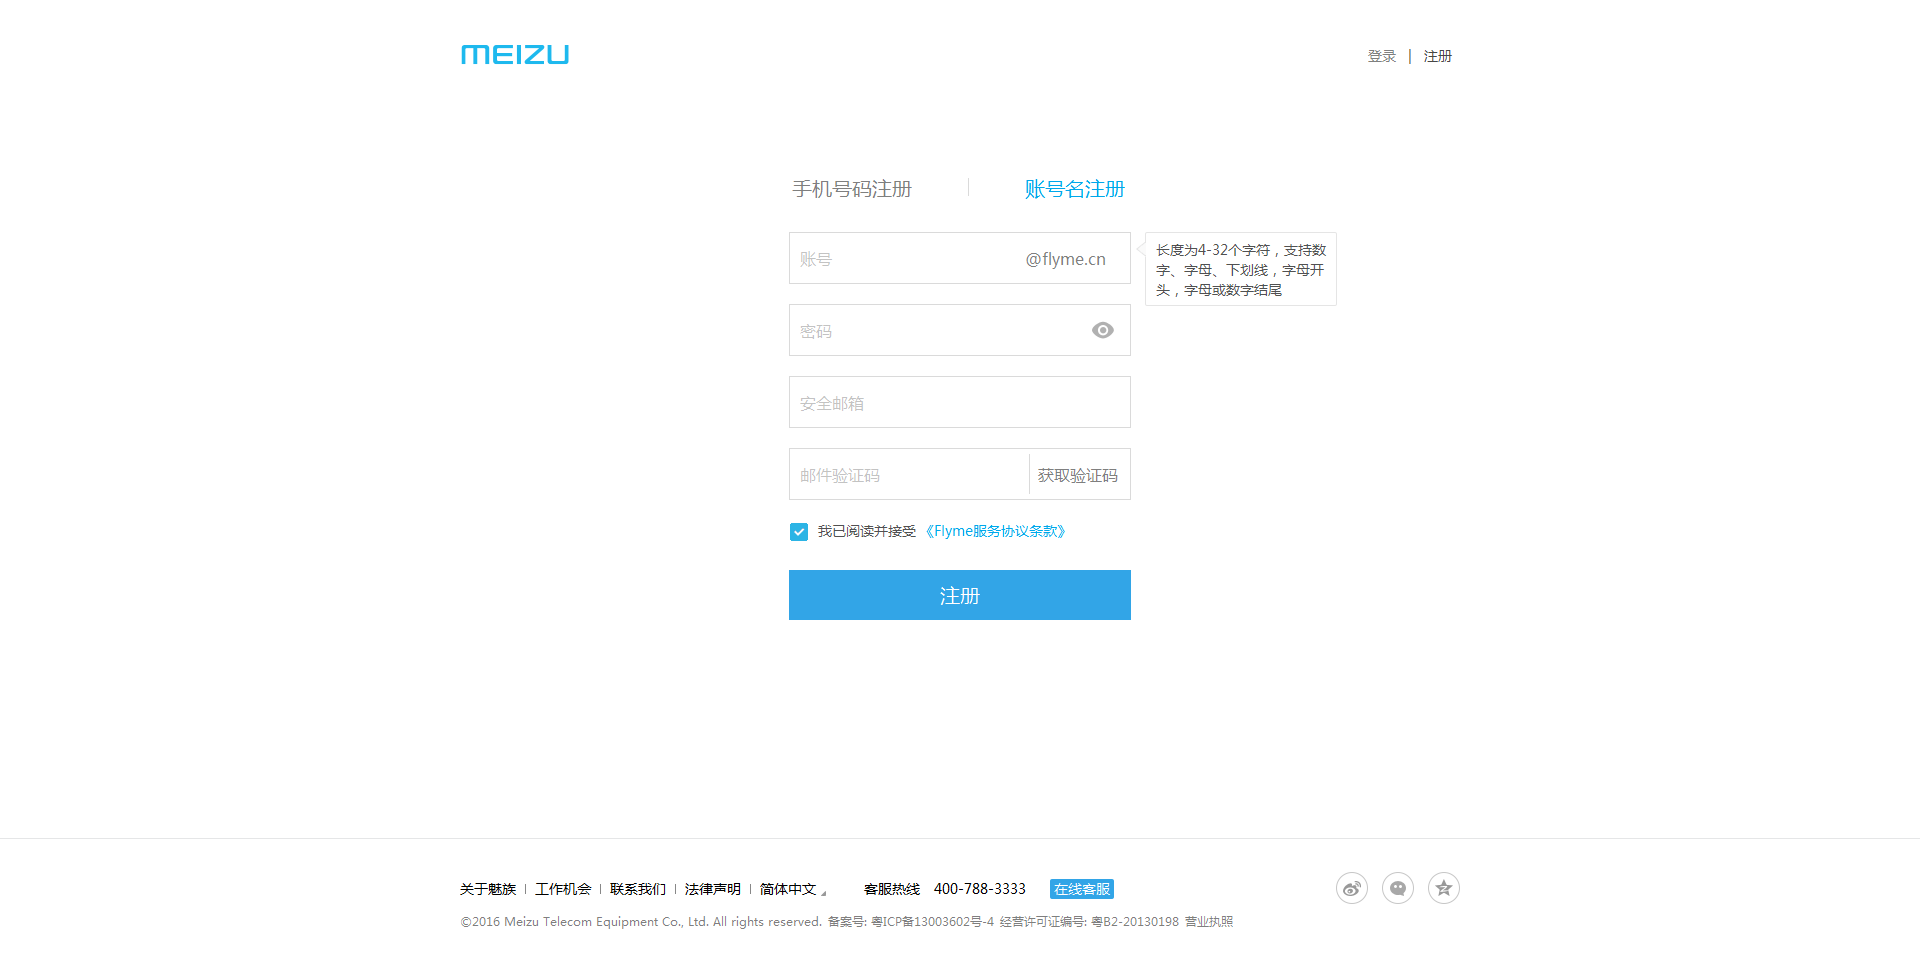 MEIZU
登录 | 注册
手机号码注册 账号名注册
账号 @flyme.cn
长度为4-32个字符，支持数
字、字母、下划线，字母开
头，字母或数字结尾
密码
安全邮箱
邮件验证码 获取验证码
我已阅读并接受《Flyme服务协议条款》
注册
关于魅族 | 工作机会 | 联系我们 | 法律声明 | 简体中文 客服热线 400-788-3333 在线客服
©2016 Meizu Telecom Equipment Co., Ltd. All rights reserved. 备案号: 粤ICP备13003602号-4 经营许可证编号: 粤B2-20130198 营业执照